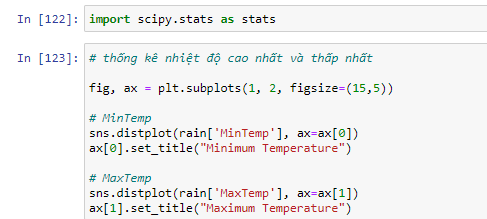 In [122]: import scipy.stats as stats
In [123]: # thống kê nhiệt độ cao nhất và thấp nhất
fig, ax = plt.subplots(1, 2, figsize=(15,5))
# MinTemp
sns.distplot(rain['MinTemp'], ax=ax[0])
ax[0].set_title("Minimum Temperature")
# MaxTemp
sns.distplot(rain['MaxTemp'], ax=ax[1])
ax[1].set_title("Maximum Temperature")